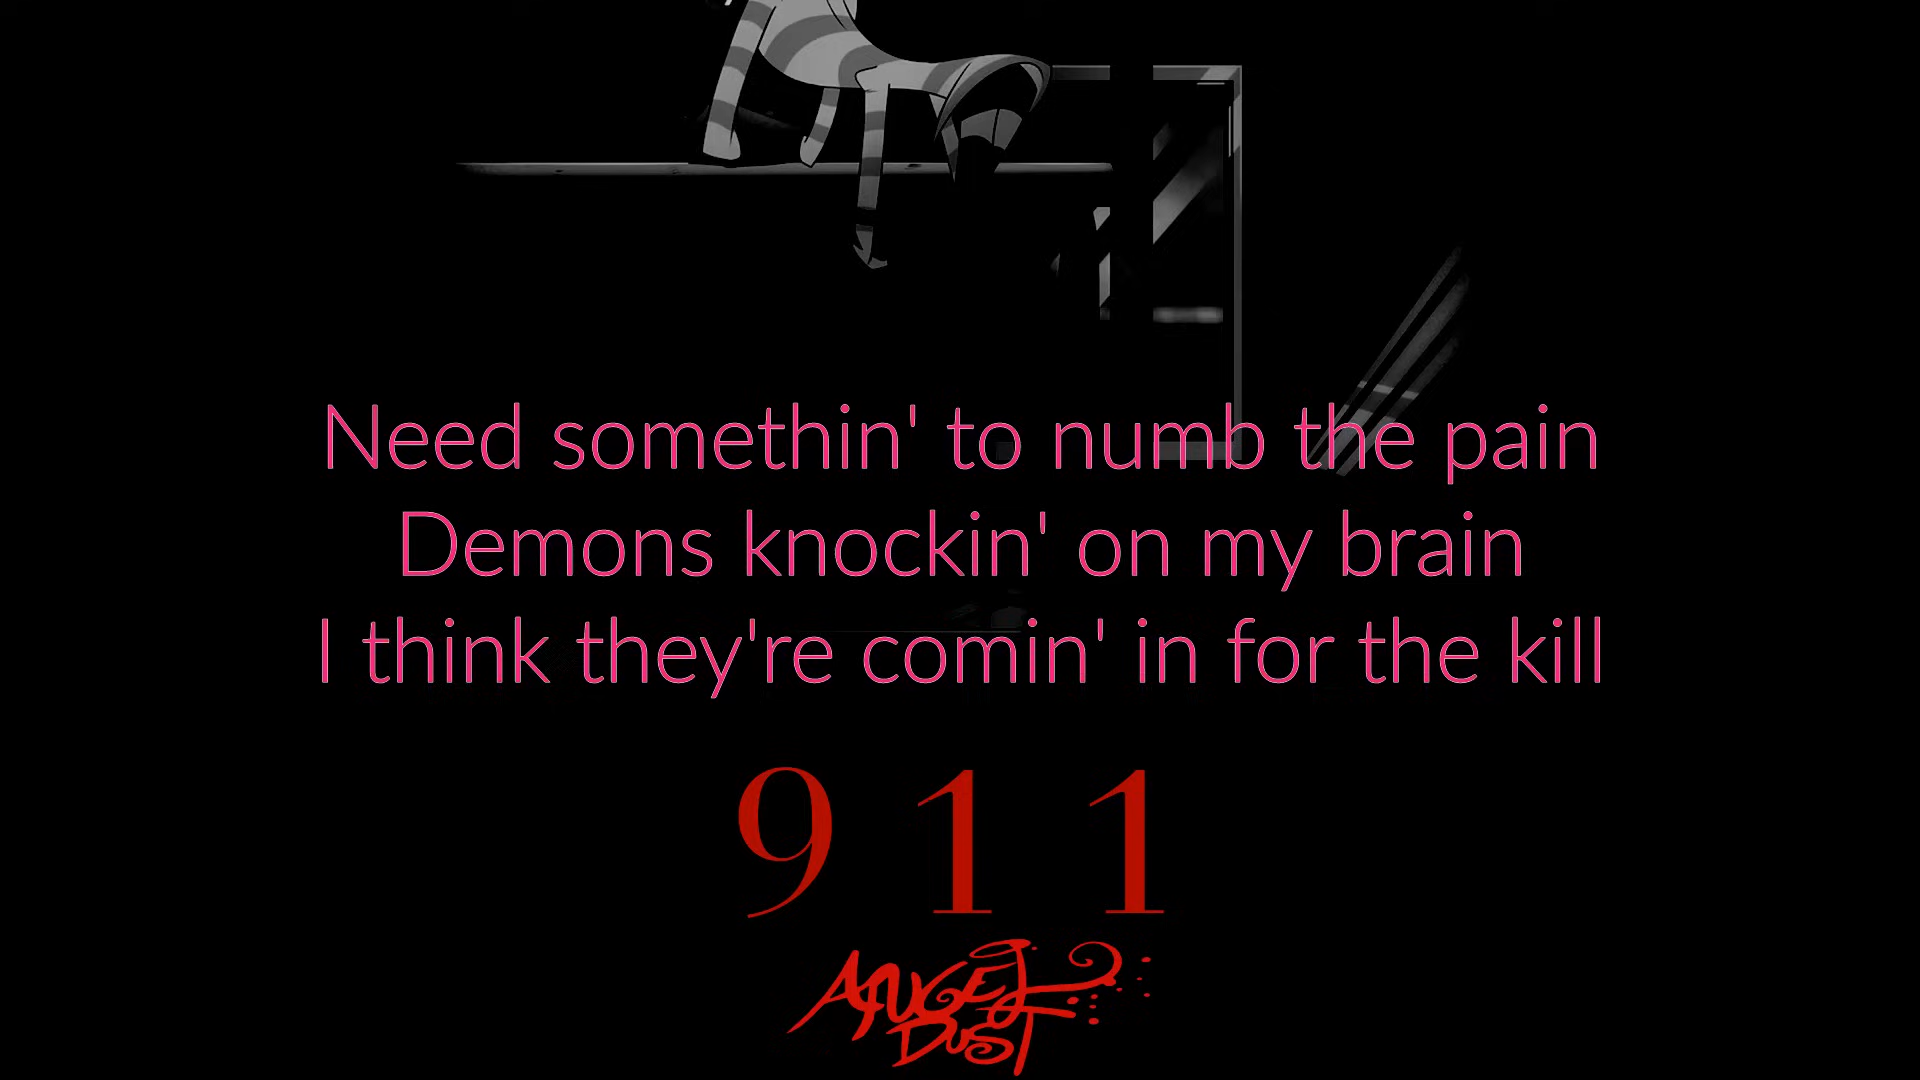 Need somethin' to numb the pain
Demons knockin' on my brain
I think they're comin' in for the kill
911
ANGEL
DUST